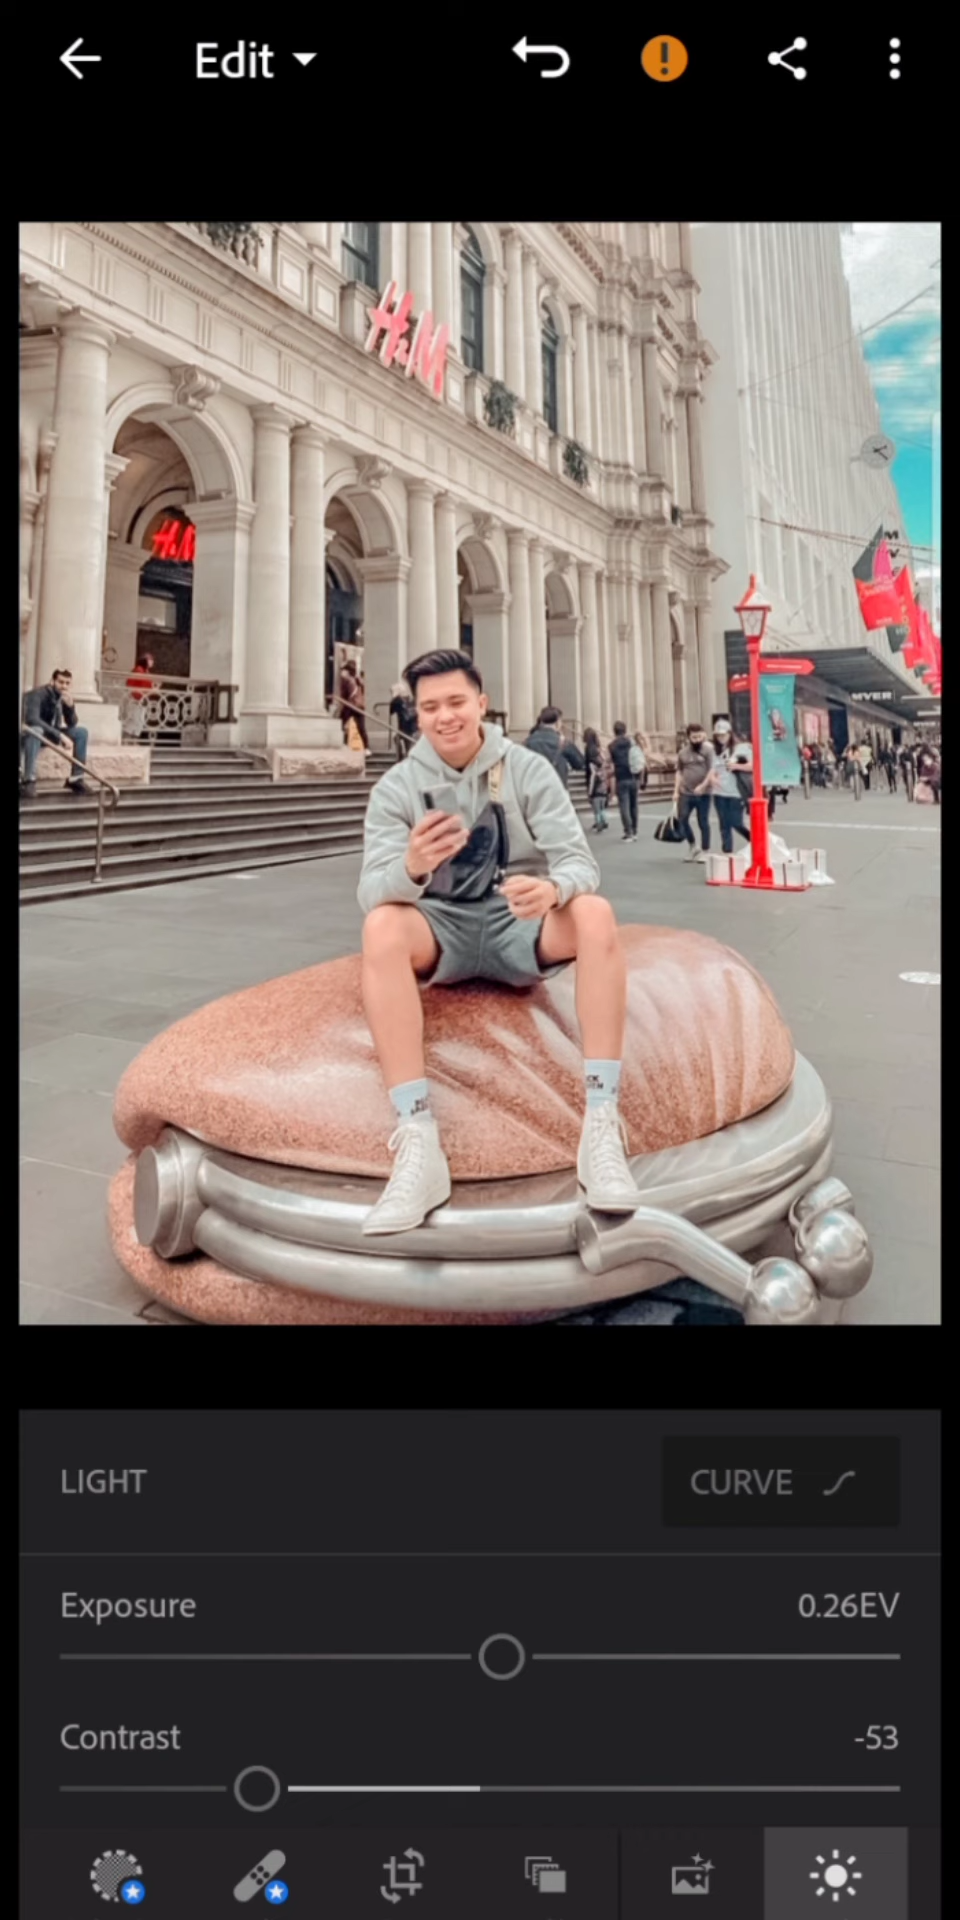 Edit
H&M
H&M
MYER
LIGHT
CURVE
Exposure
0.26EV
Contrast
-53